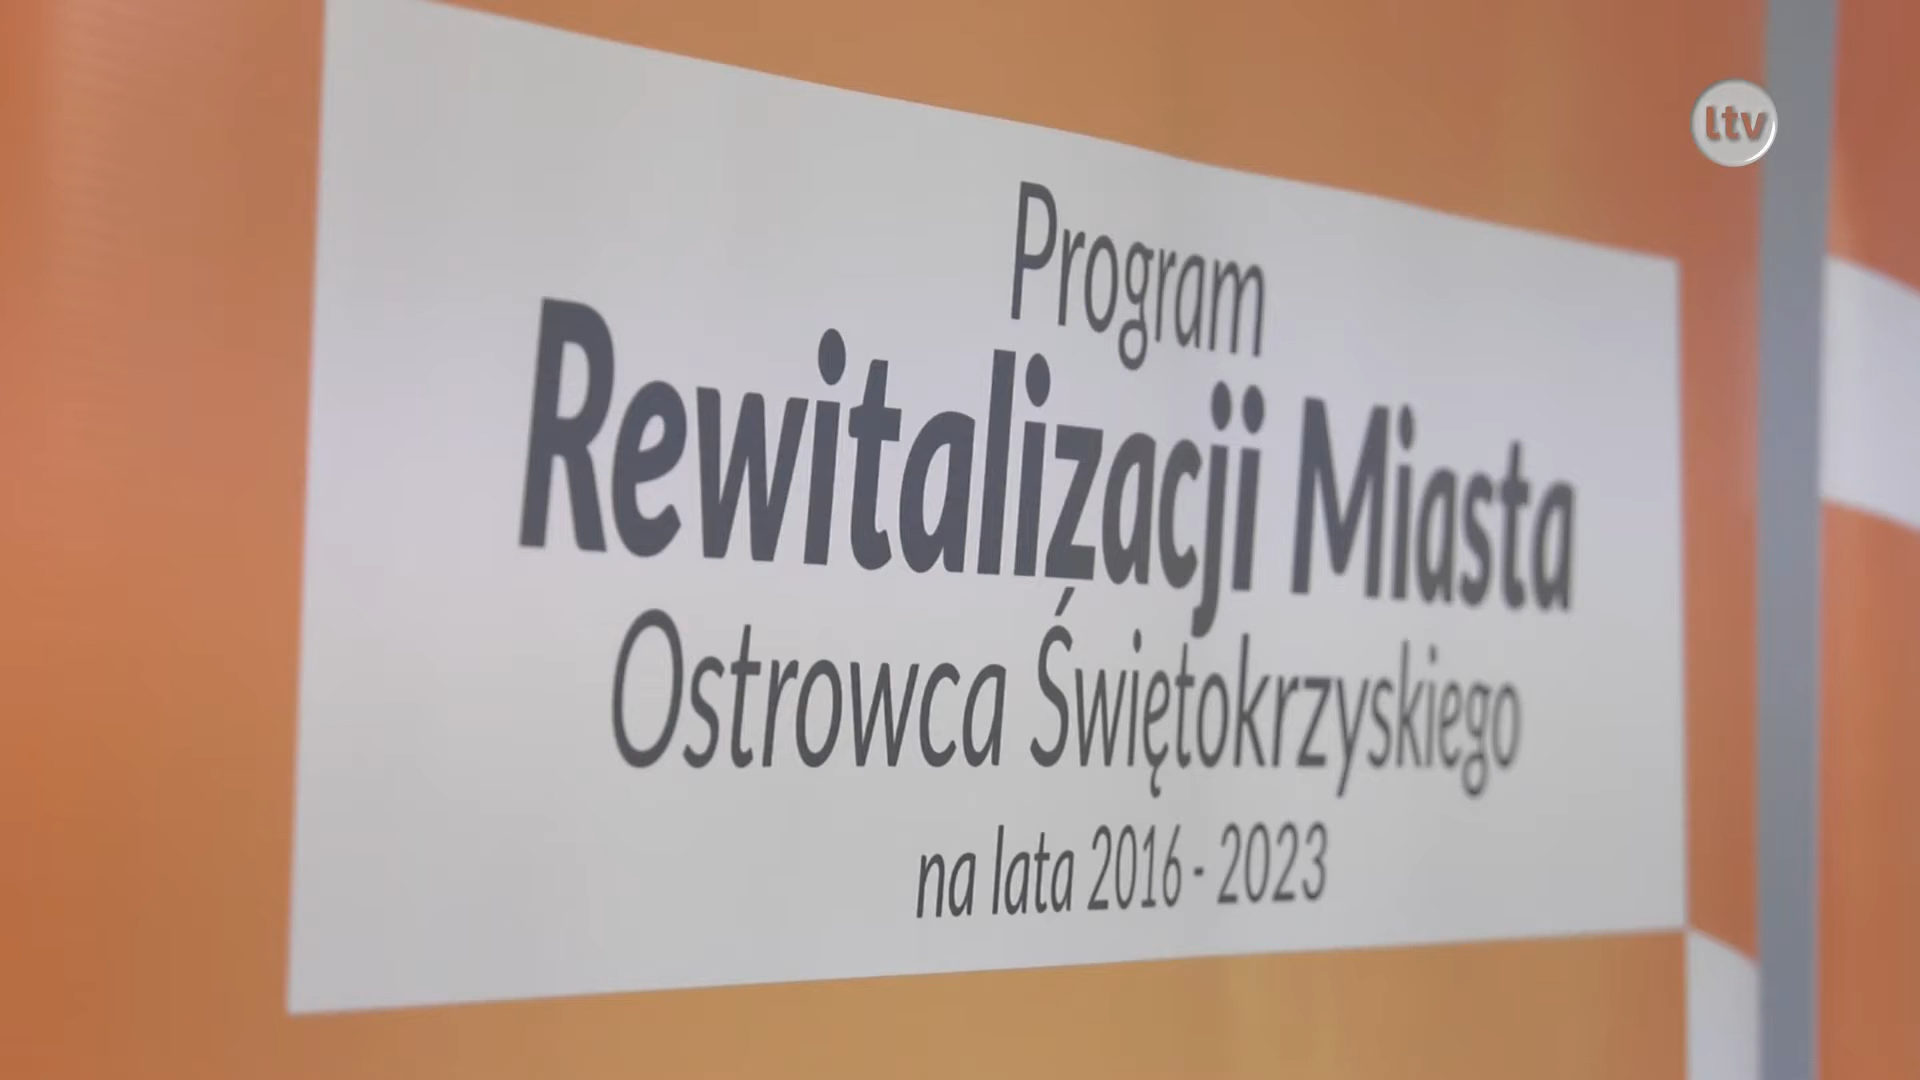 ltv
Program
Rewitalizacji Miasta
Ostrowca Świętokrzyskiego
na lata 2016 - 2023